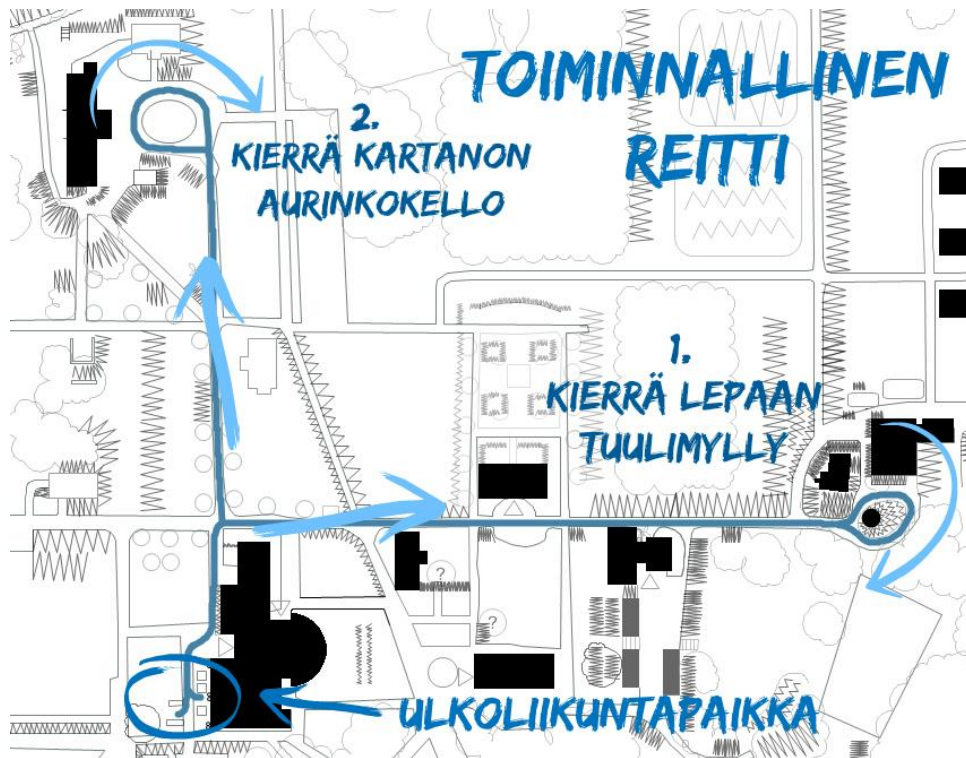 TOIMINNALLINEN
REITTI
2.
KIERRÄ KARTANON
AURINKOKELLO
1.
KIERRÄ LEPAAN
TUULIMYLLY
?
?
ULKOLIIKUNTAPAIKKA